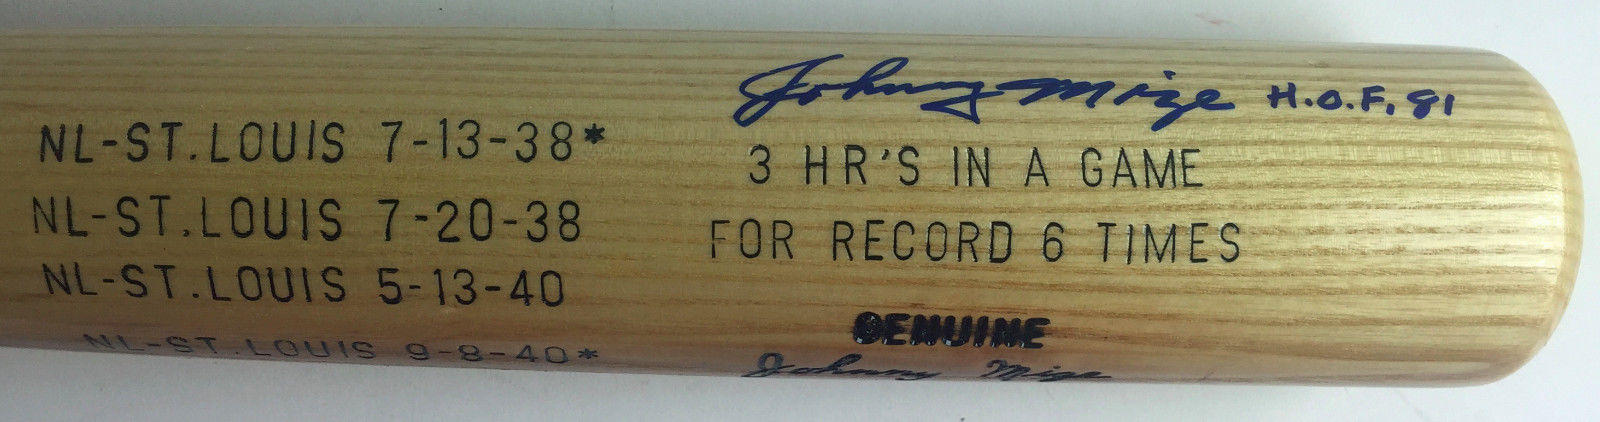 NL-ST.LOUIS 7-13-38*
NL-ST.LOUIS 7-20-38
NL-ST.LOUIS 5-13-40
NL-ST.LOUIS 9-8-40*
Johnny Mize H.O.F. 81
3 HR'S IN A GAME
FOR RECORD 6 TIMES
GENUINE
Johnny Mize